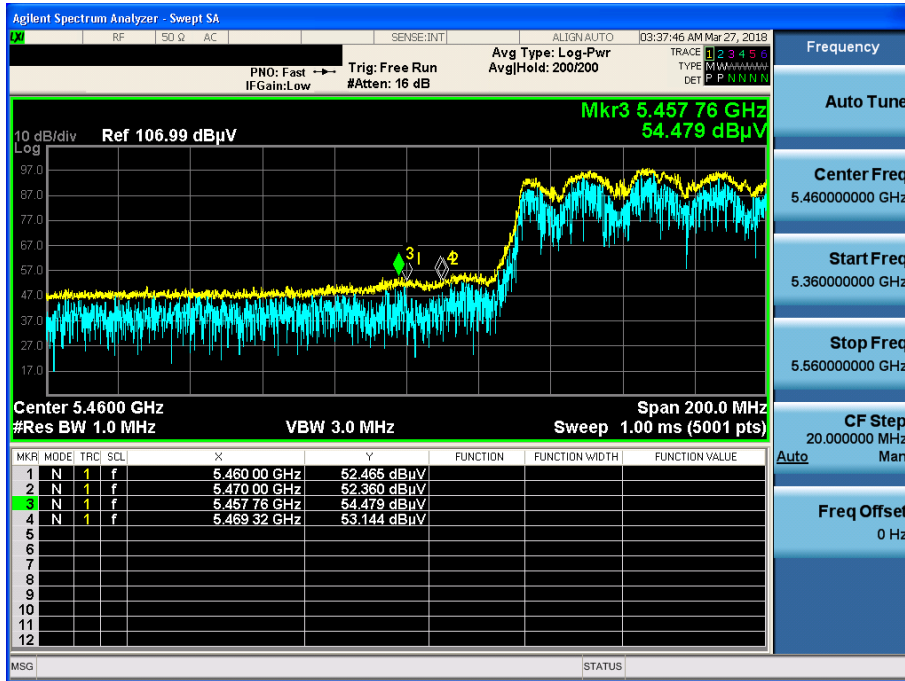 Agilent Spectrum Analyzer - Swept SA
LXI RF 50 Ω AC SENSE:INT ALIGN AUTO 03:37:46 AM Mar 27, 2018
PNO: Fast
IFGain:Low
Trig: Free Run
#Atten: 16 dB
Avg Type: Log-Pwr
Avg|Hold: 200/200
TRACE 1 2 3 4 5 6
TYPE M
DET P P N N N N
Mkr3 5.457 76 GHz
54.479 dBµV
10 dB/div Ref 106.99 dBµV
Log
97.0
87.0
77.0
67.0
57.0
47.0
37.0
27.0
17.0
3 1 4 2
Center 5.4600 GHz Span 200.0 MHz
#Res BW 1.0 MHz VBW 3.0 MHz Sweep 1.00 ms (5001 pts)
MKR MODE TRC SCL X Y FUNCTION FUNCTION WIDTH FUNCTION VALUE
1 N 1 f 5.460 00 GHz 52.465 dBµV
2 N 1 f 5.470 00 GHz 52.360 dBµV
3 N 1 f 5.457 76 GHz 54.479 dBµV
4 N 1 f 5.469 32 GHz 53.144 dBµV
5
6
7
8
9
10
11
12
MSG STATUS
Frequency
Auto Tune
Center Freq
5.460000000 GHz
Start Freq
5.360000000 GHz
Stop Freq
5.560000000 GHz
CF Step
20.000000 MHz
Auto Man
Freq Offset
0 Hz